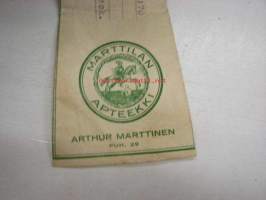 MARTTILAN
APTEEKKI
ARTHUR MARTTINEN
PUH. 29